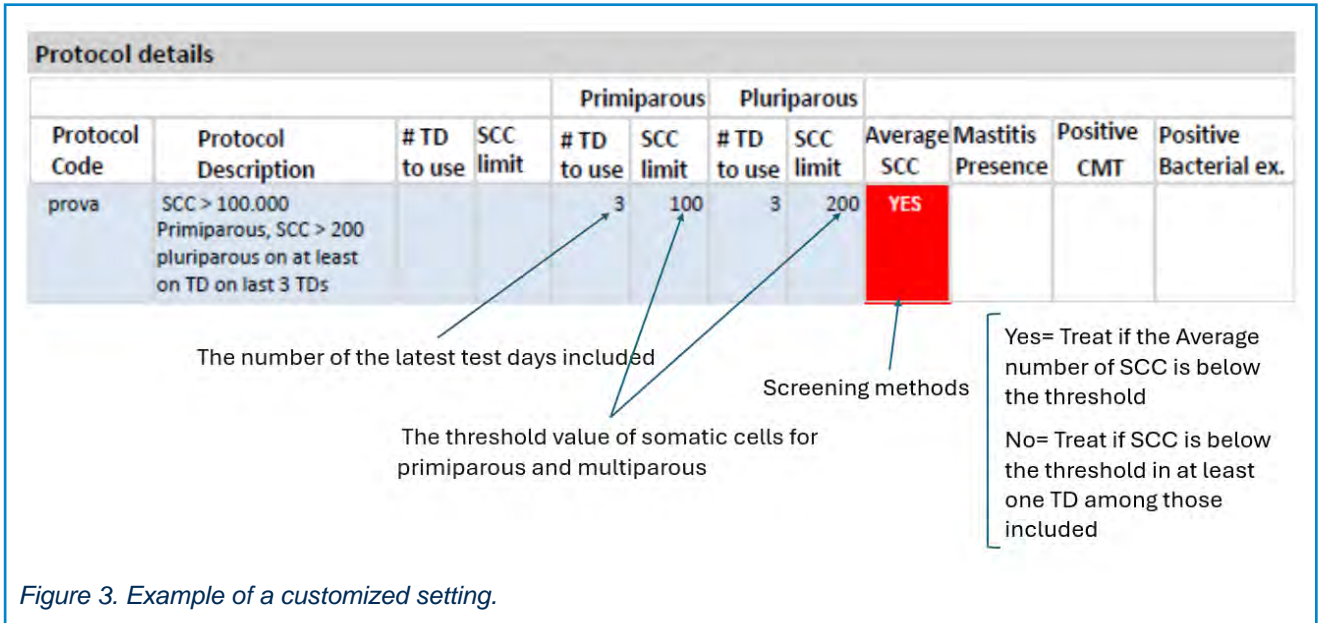 Protocol details
Primiparous Pluriparous
Protocol Code Protocol Description # TD to use SCC limit # TD to use SCC limit # TD to use SCC limit Average SCC Mastitis Presence Positive CMT Positive Bacterial ex.
prova SCC > 100.000 3 100 3 200 YES
Primiparous, SCC > 200
pluriparous on at least
on TD on last 3 TDs
The number of the latest test days included
Screening methods
The threshold value of somatic cells for
primiparous and multiparous
Yes= Treat if the Average
number of SCC is below
the threshold
No= Treat if SCC is below
the threshold in at least
one TD among those
included
Figure 3. Example of a customized setting.